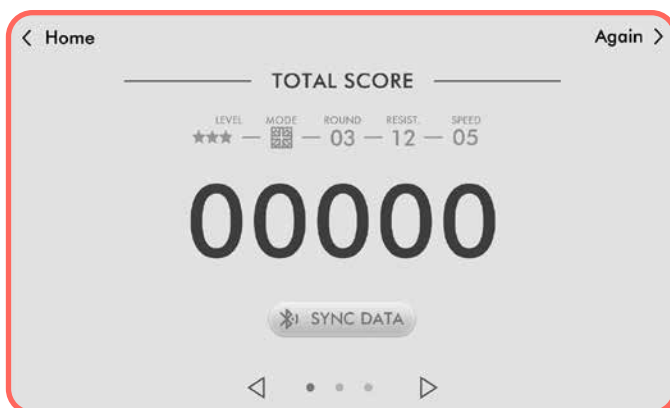 Home
Again
TOTAL SCORE
LEVEL MODE ROUND RESIST. SPEED
★★★ — — 03 — 12 — 05
00000
SYNC DATA